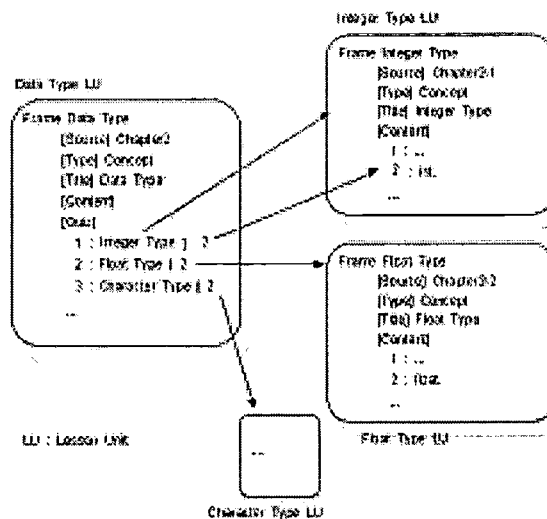 Integer Type LU
Frame Integer Type
[Source] Chapter2-1
[Type] Concept
[Title] Integer Type
[Content]
1 : ...
2 : int.
...
Data Type LU
Frame Data Type
[Source] Chapter2
[Type] Concept
[Title] Data Type
[Content]
[Quiz]
1 : Integer Type 2
2 : Float Type 2
3 : Character Type 2
...
Frame Float Type
[Source] Chapter2-2
[Type] Concept
[Title] Float Type
[Content]
1 : ...
2 : float.
...
Float Type LU
LU : Lesson Unit
...
Character Type LU